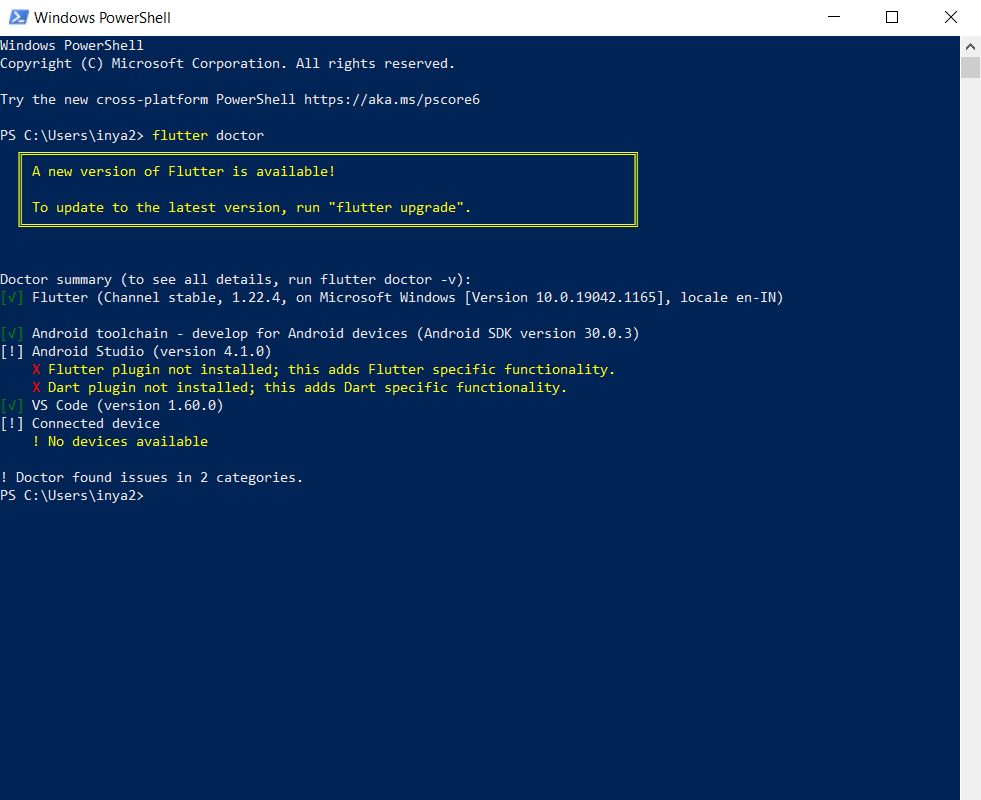 Windows PowerShell
Windows PowerShell
Copyright (C) Microsoft Corporation. All rights reserved.
Try the new cross-platform PowerShell https://aka.ms/pscore6
PS C:\Users\inya2> flutter doctor
A new version of Flutter is available!
To update to the latest version, run "flutter upgrade".
Doctor summary (to see all details, run flutter doctor -v):
[√] Flutter (Channel stable, 1.22.4, on Microsoft Windows [Version 10.0.19042.1165], locale en-IN)
[√] Android toolchain - develop for Android devices (Android SDK version 30.0.3)
[!] Android Studio (version 4.1.0)
X Flutter plugin not installed; this adds Flutter specific functionality.
X Dart plugin not installed; this adds Dart specific functionality.
[√] VS Code (version 1.60.0)
[!] Connected device
! No devices available
! Doctor found issues in 2 categories.
PS C:\Users\inya2>